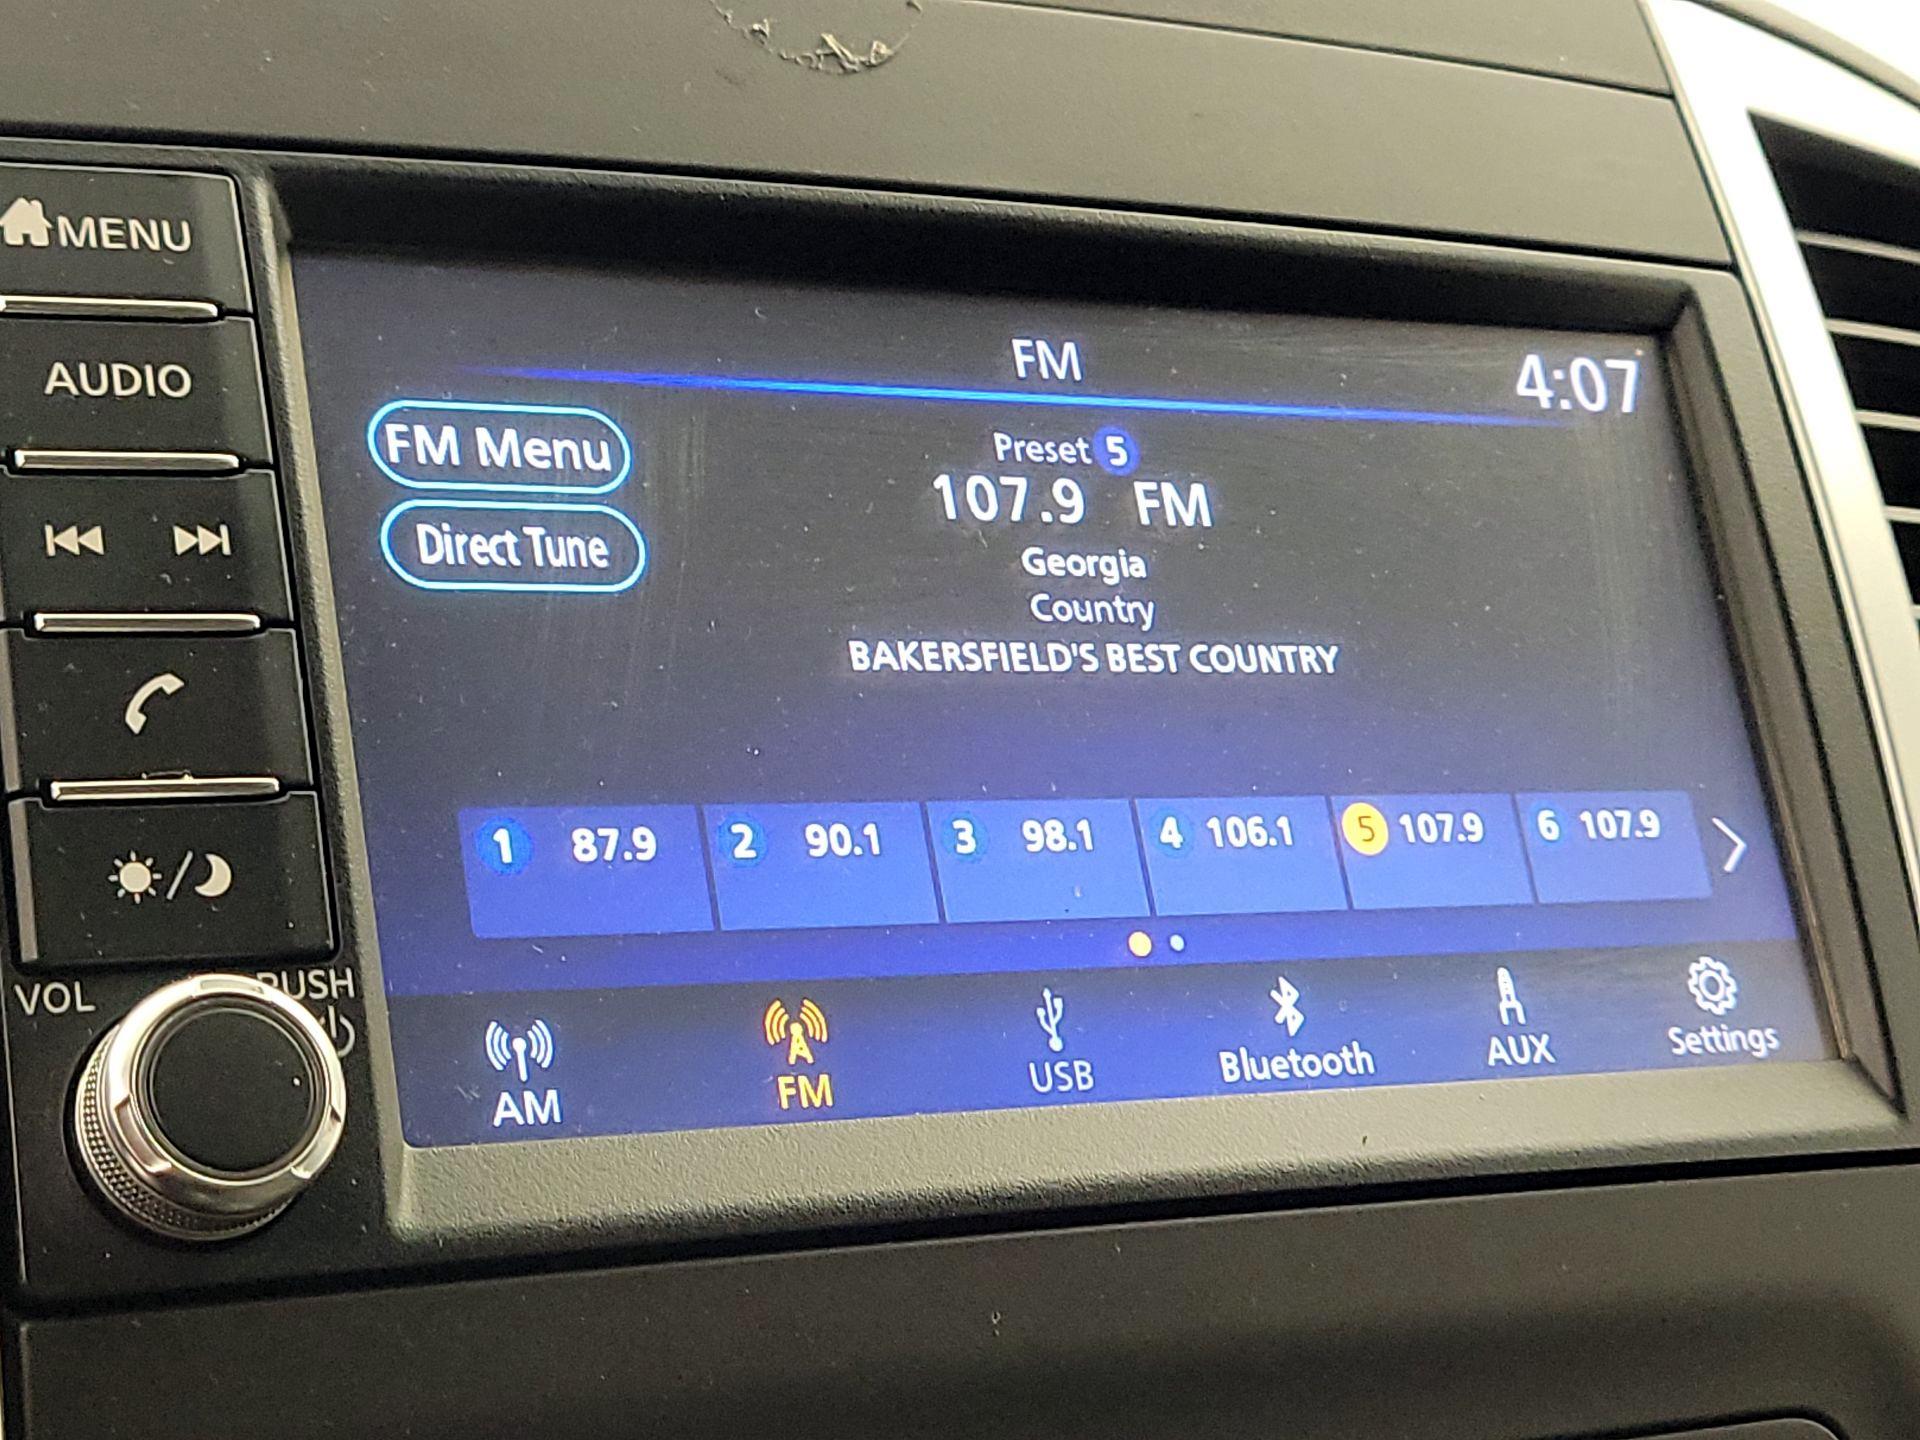 MENU
AUDIO
VOL
PUSH
FM
4:07
FM Menu
Direct Tune
Preset 5
107.9 FM
Georgia
Country
BAKERSFIELD'S BEST COUNTRY
1 87.9 2 90.1 3 98.1 4 106.1 5 107.9 6 107.9
AM FM USB Bluetooth AUX Settings